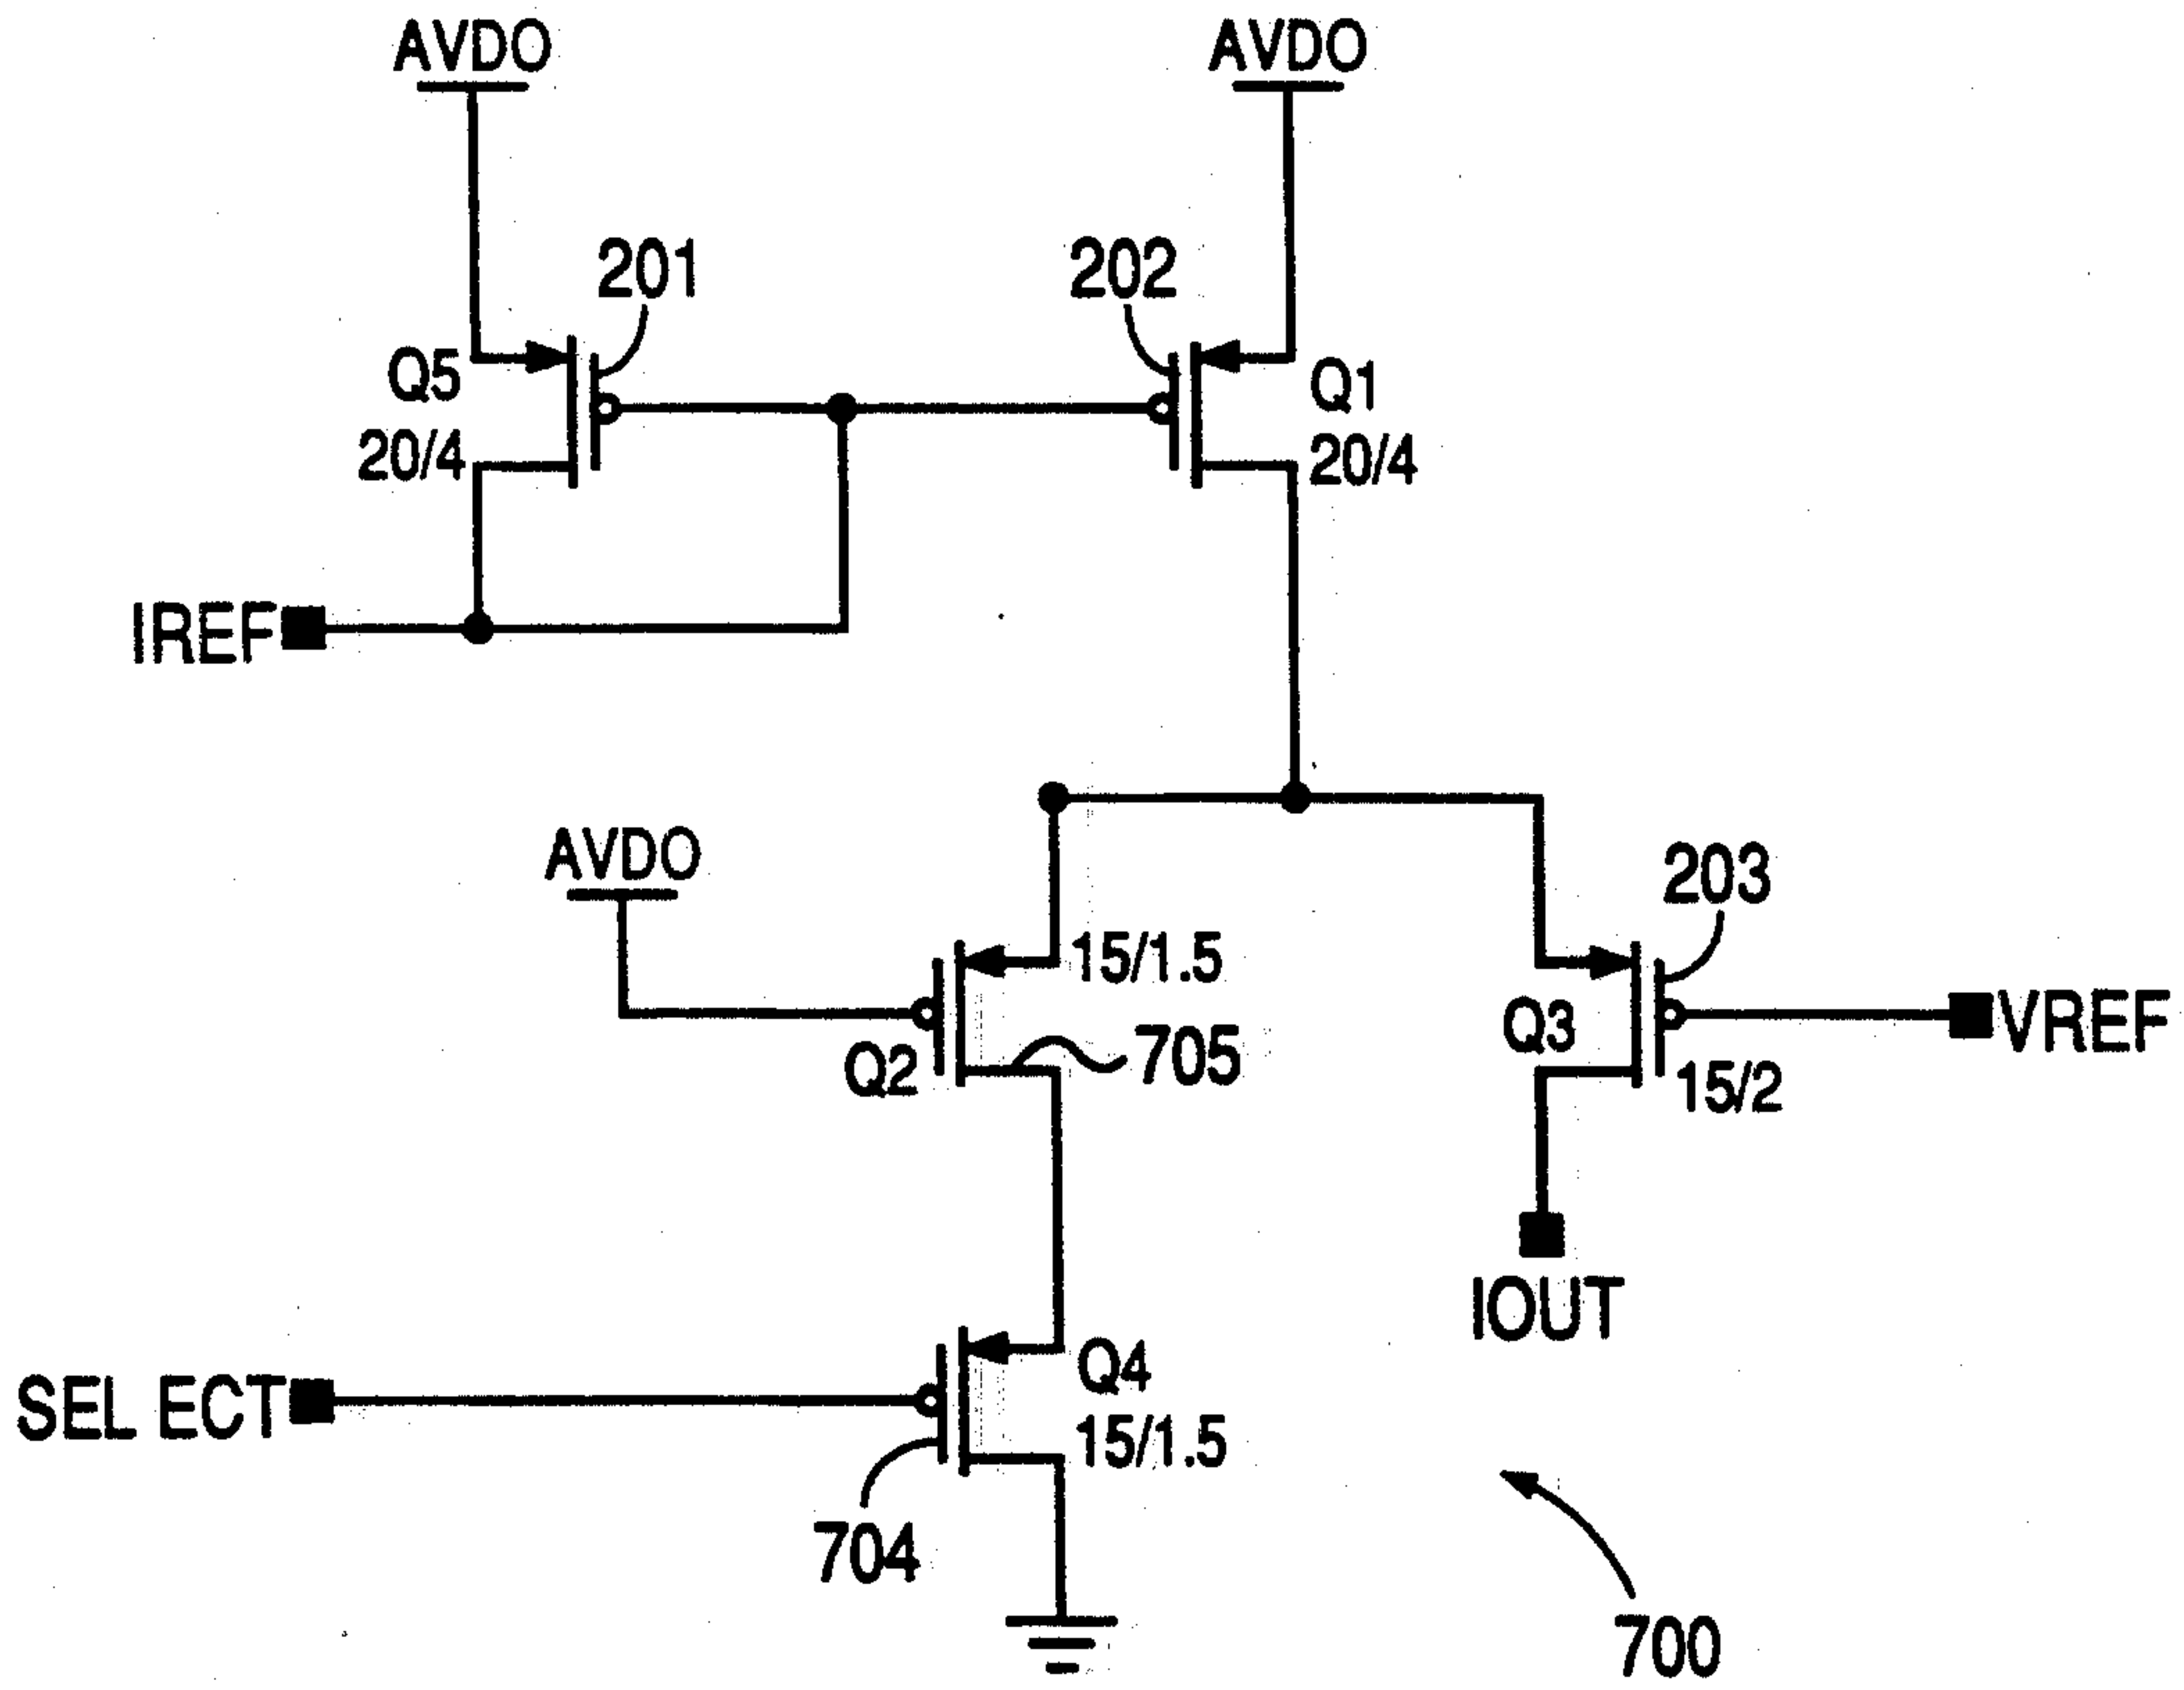 AVDO
AVDO
201
202
Q5
20/4
Q1
20/4
IREF
AVDO
203
15/1.5
Q2
705
Q3
15/2
VREF
IOUT
SEL ECT
Q4
15/1.5
704
700